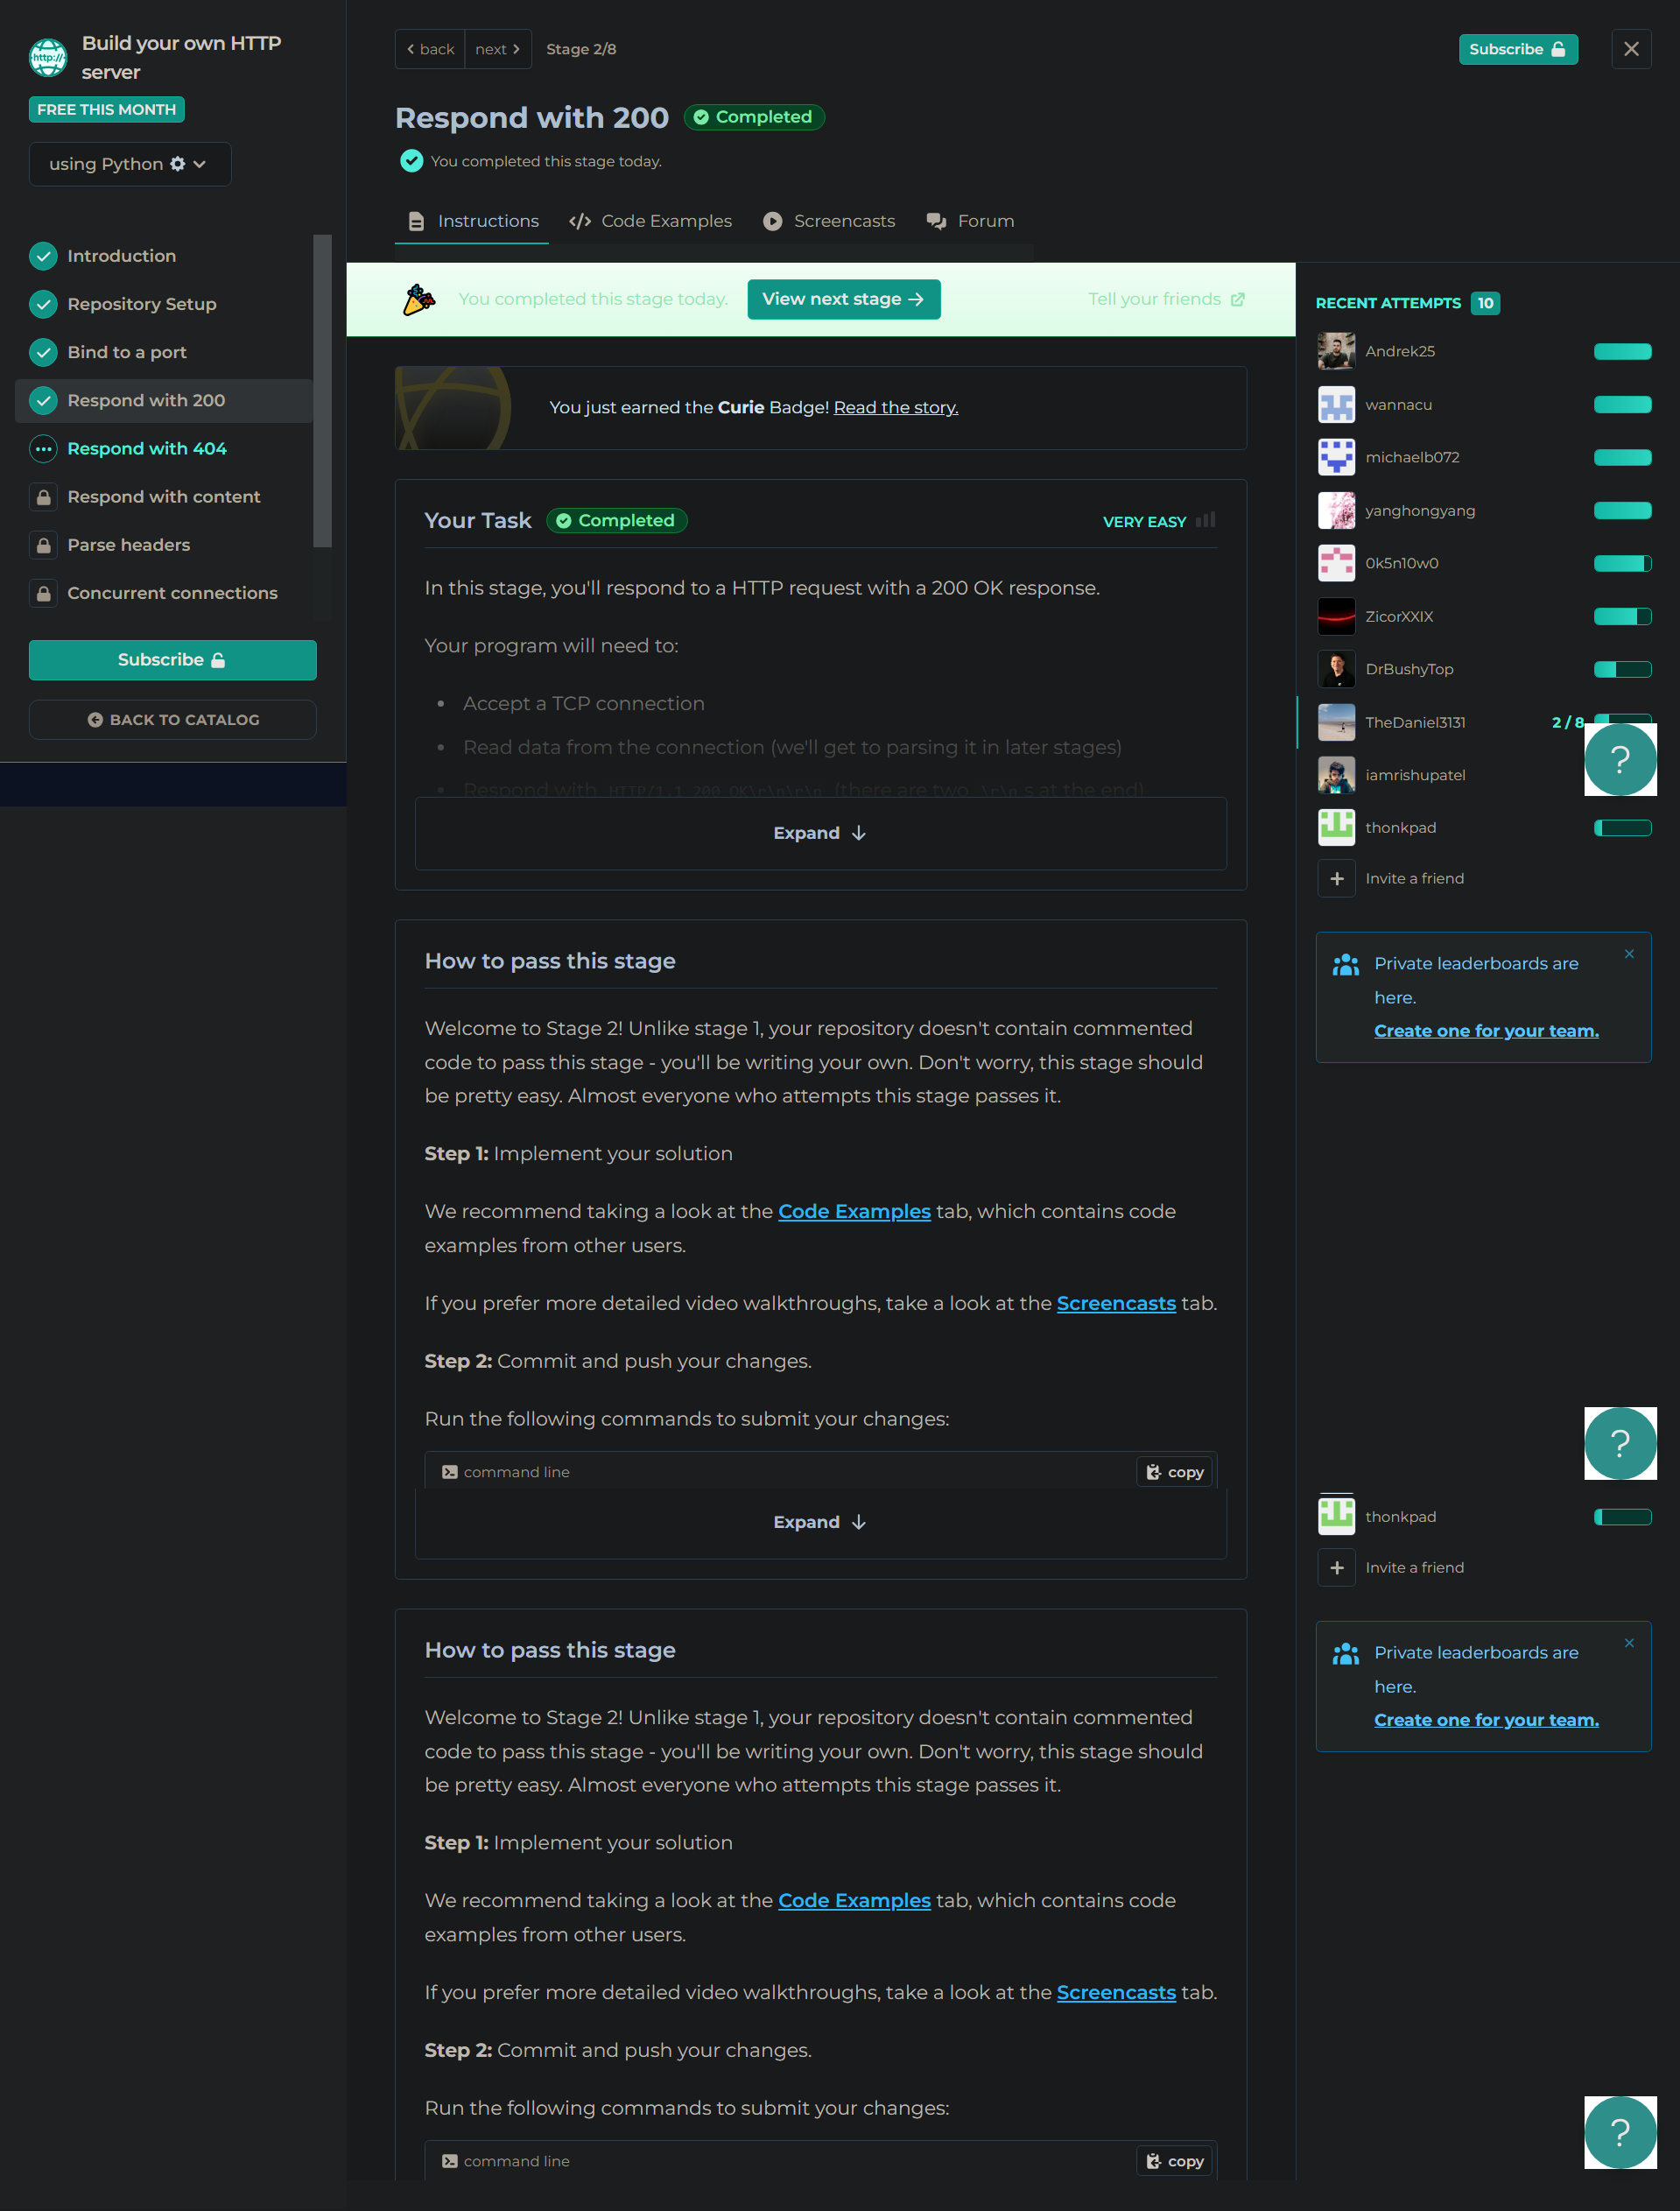 http://
Build your own HTTP
server
FREE THIS MONTH
using Python
Introduction
Repository Setup
Bind to a port
Respond with 200
Respond with 404
Respond with content
Parse headers
Concurrent connections
Subscribe
BACK TO CATALOG
back
next
Stage 2/8
Subscribe
Respond with 200
Completed
You completed this stage today.
Instructions
Code Examples
Screencasts
Forum
You completed this stage today.
View next stage
Tell your friends
You just earned the Curie Badge! Read the story.
Your Task
Completed
VERY EASY
In this stage, you'll respond to a HTTP request with a 200 OK response.
Your program will need to:
• Accept a TCP connection
• Read data from the connection (we'll get to parsing it in later stages)
• Respond with HTTP/1.1 200 OK\r\n\r\n (there are two \r\n s at the end)
Expand
How to pass this stage
Welcome to Stage 2! Unlike stage 1, your repository doesn't contain commented
code to pass this stage - you'll be writing your own. Don't worry, this stage should
be pretty easy. Almost everyone who attempts this stage passes it.
Step 1: Implement your solution
We recommend taking a look at the Code Examples tab, which contains code
examples from other users.
If you prefer more detailed video walkthroughs, take a look at the Screencasts tab.
Step 2: Commit and push your changes.
Run the following commands to submit your changes:
command line
copy
Expand
How to pass this stage
Welcome to Stage 2! Unlike stage 1, your repository doesn't contain commented
code to pass this stage - you'll be writing your own. Don't worry, this stage should
be pretty easy. Almost everyone who attempts this stage passes it.
Step 1: Implement your solution
We recommend taking a look at the Code Examples tab, which contains code
examples from other users.
If you prefer more detailed video walkthroughs, take a look at the Screencasts tab.
Step 2: Commit and push your changes.
Run the following commands to submit your changes:
command line
copy
RECENT ATTEMPTS 10
Andrek25
wannacu
michaelb072
yanghongyang
0k5n10w0
ZicorXXIX
DrBushyTop
TheDaniel3131 2 / 8
?
iamrishupatel
thonkpad
Invite a friend
Private leaderboards are
here.
Create one for your team.
?
thonkpad
Invite a friend
Private leaderboards are
here.
Create one for your team.
?